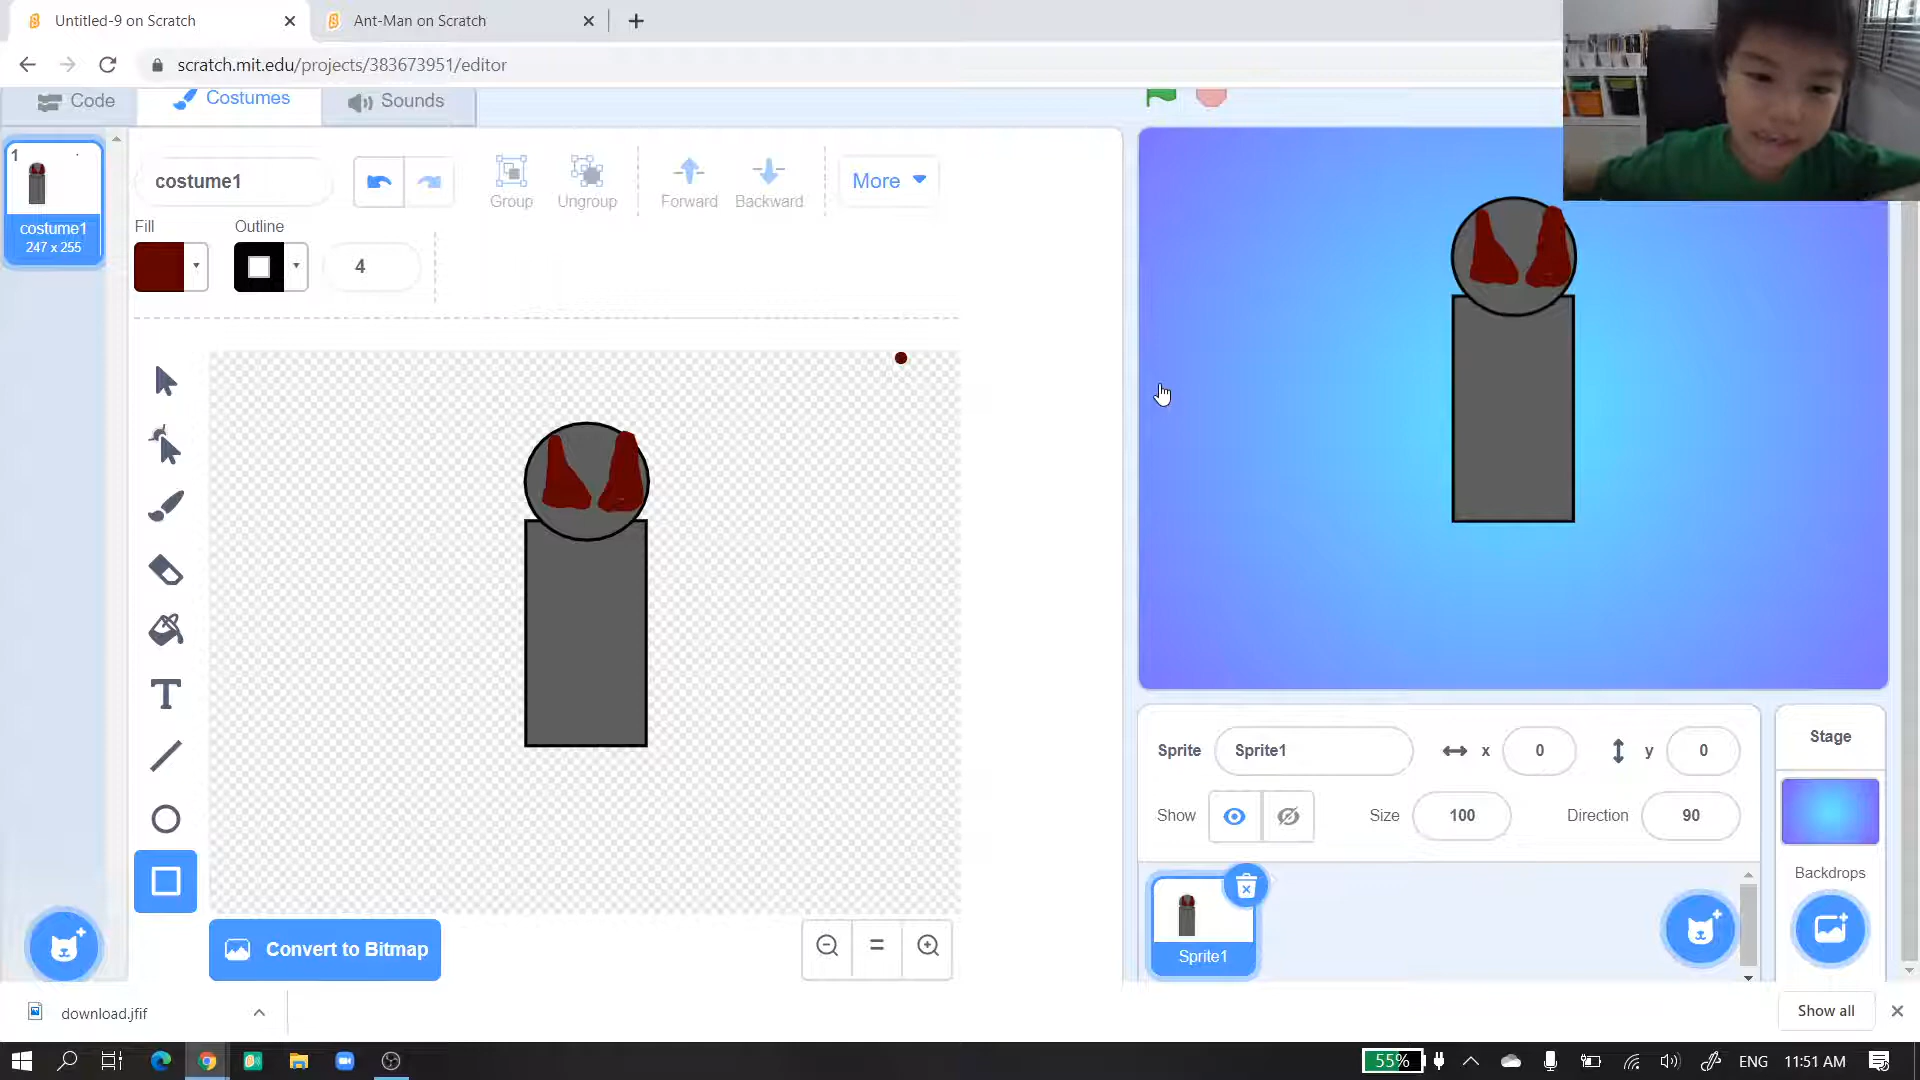 Untitled-9 on Scratch
Ant-Man on Scratch
scratch.mit.edu/projects/383673951/editor
Code
Costumes
Sounds
1
costume1
247 x 255
costume1
Group
Ungroup
Forward
Backward
More
Fill
Outline
4
T
Convert to Bitmap
=
Sprite
Sprite1
x
0
y
0
Show
Size
100
Direction
90
Sprite1
Stage
Backdrops
download.jfif
Show all
55%
ENG
11:51 AM